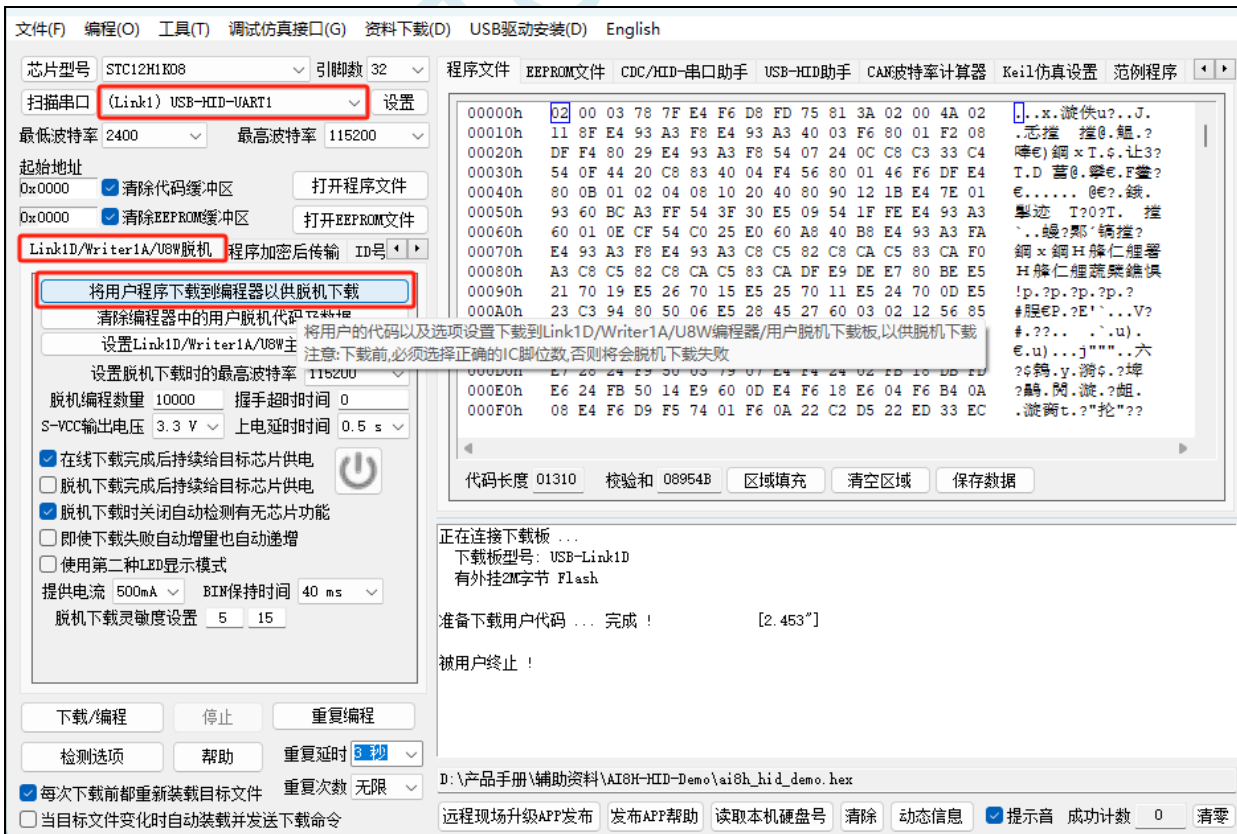 文件(F) 编程(O) 工具(T) 调试仿真接口(G) 资料下载(D) USB驱动安装(D) English
芯片型号 STC12H1K08 引脚数 32
扫描串口 (Link1) USB-HID-UART1 设置
最低波特率 2400 最高波特率 115200
起始地址
0x0000 清除代码缓冲区 打开程序文件
0x0000 清除EEPROM缓冲区 打开EEPROM文件
Link1D/Writer1A/U8W脱机 程序加密后传输 ID号
将用户程序下载到编程器以供脱机下载
清除编程器中的用户脱机代码及数据
设置Link1D/Writer1A/U8W主
设置脱机下载时的最高波特率 115200
脱机编程数量 10000 握手超时时间 0
S-VCC输出电压 3.3 V 上电延时时间 0.5 s
在线下载完成后持续给目标芯片供电
脱机下载完成后持续给目标芯片供电
脱机下载时关闭自动检测有无芯片功能
即使下载失败自动增量也自动递增
使用第二种LED显示模式
提供电流 500mA BIN保持时间 40 ms
脱机下载灵敏度设置 5 15
下载/编程 停止 重复编程
检测选项 帮助 重复延时 3 秒
每次下载前都重新装载目标文件 重复次数 无限
当目标文件变化时自动装载并发送下载命令
程序文件 EEPROM文件 CDC/HID-串口助手 USB-HID助手 CAN波特率计算器 Keil仿真设置 范例程序
00000h 02 00 03 78 7F E4 F6 D8 FD 75 81 3A 02 00 4A 02
00010h 11 8F E4 93 A3 F8 E4 93 A3 40 03 F6 80 01 F2 08
00020h DF F4 80 29 E4 93 A3 F8 54 07 24 0C C8 C3 33 C4
00030h 54 0F 44 20 C8 83 40 04 F4 56 80 01 46 F6 DF E4
00040h 80 0B 01 02 04 08 10 20 40 80 90 12 1B E4 7E 01
00050h 93 60 BC A3 FF 54 3F 30 E5 09 54 1F FE E4 93 A3
00060h 60 01 0E CF 54 C0 25 E0 60 A8 40 B8 E4 93 A3 FA
00070h E4 93 A3 F8 E4 93 A3 C8 C5 82 C8 CA C5 83 CA F0
00080h A3 C8 C5 82 C8 CA C5 83 CA DF E9 DE E7 80 BE E5
00090h 21 70 19 E5 26 70 15 E5 25 70 11 E5 24 70 0D E5
000A0h 23 C3 94 80 50 06 E5 28 45 27 60 03 02 12 56 85
将用户的代码以及选项设置下载到Link1D/Writer1A/U8W编程器/用户脱机下载板,以供脱机下载
注意:下载前,必须选择正确的IC脚位数,否则将会脱机下载失败
000E0h E6 24 FB 50 14 E9 60 0D E4 F6 18 E6 04 F6 B4 0A
000F0h 08 E4 F6 D9 F5 74 01 F6 0A 22 C2 D5 22 ED 33 EC
代码长度 01310 校验和 08954B 区域填充 清空区域 保存数据
正在连接下载板 ...
下载板型号: USB-Link1D
有外挂2M字节 Flash
准备下载用户代码 ... 完成 ! [2.453″]
被用户终止 !
D:\产品手册\辅助资料\AI8H-HID-Demo\ai8h_hid_demo.hex
远程现场升级APP发布 发布APP帮助 读取本机硬盘号 清除 动态信息 提示音 成功计数 0 清零